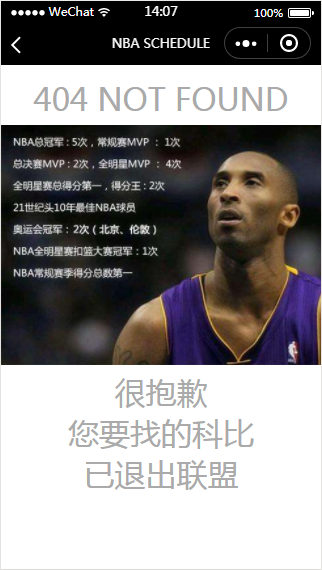 WeChat
14:07
100%
NBA SCHEDULE
404 NOT FOUND
NBA总冠军：5次，常规赛MVP ： 1次
总决赛MVP：2次，全明星MVP ： 4次
全明星赛总得分第一，得分王：2次
21世纪头10年最佳NBA球员
奥运会冠军： 2次（北京、伦敦）
NBA全明星赛扣篮大赛冠军：1次
NBA常规赛季得分总数第一
很抱歉
您要找的科比
已退出联盟